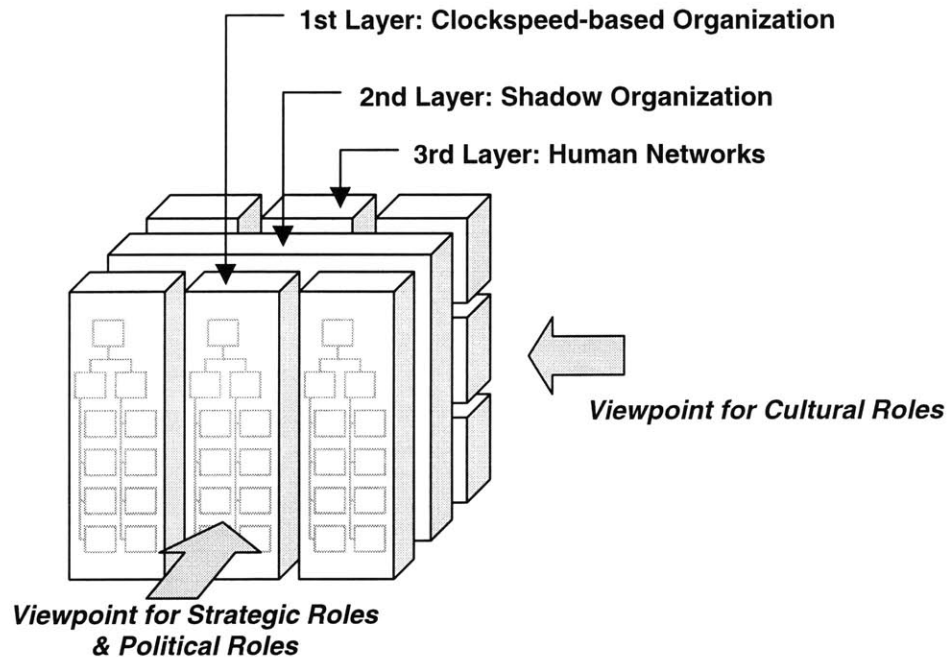 1st Layer: Clockspeed-based Organization
2nd Layer: Shadow Organization
3rd Layer: Human Networks
Viewpoint for Cultural Roles
Viewpoint for Strategic Roles
& Political Roles